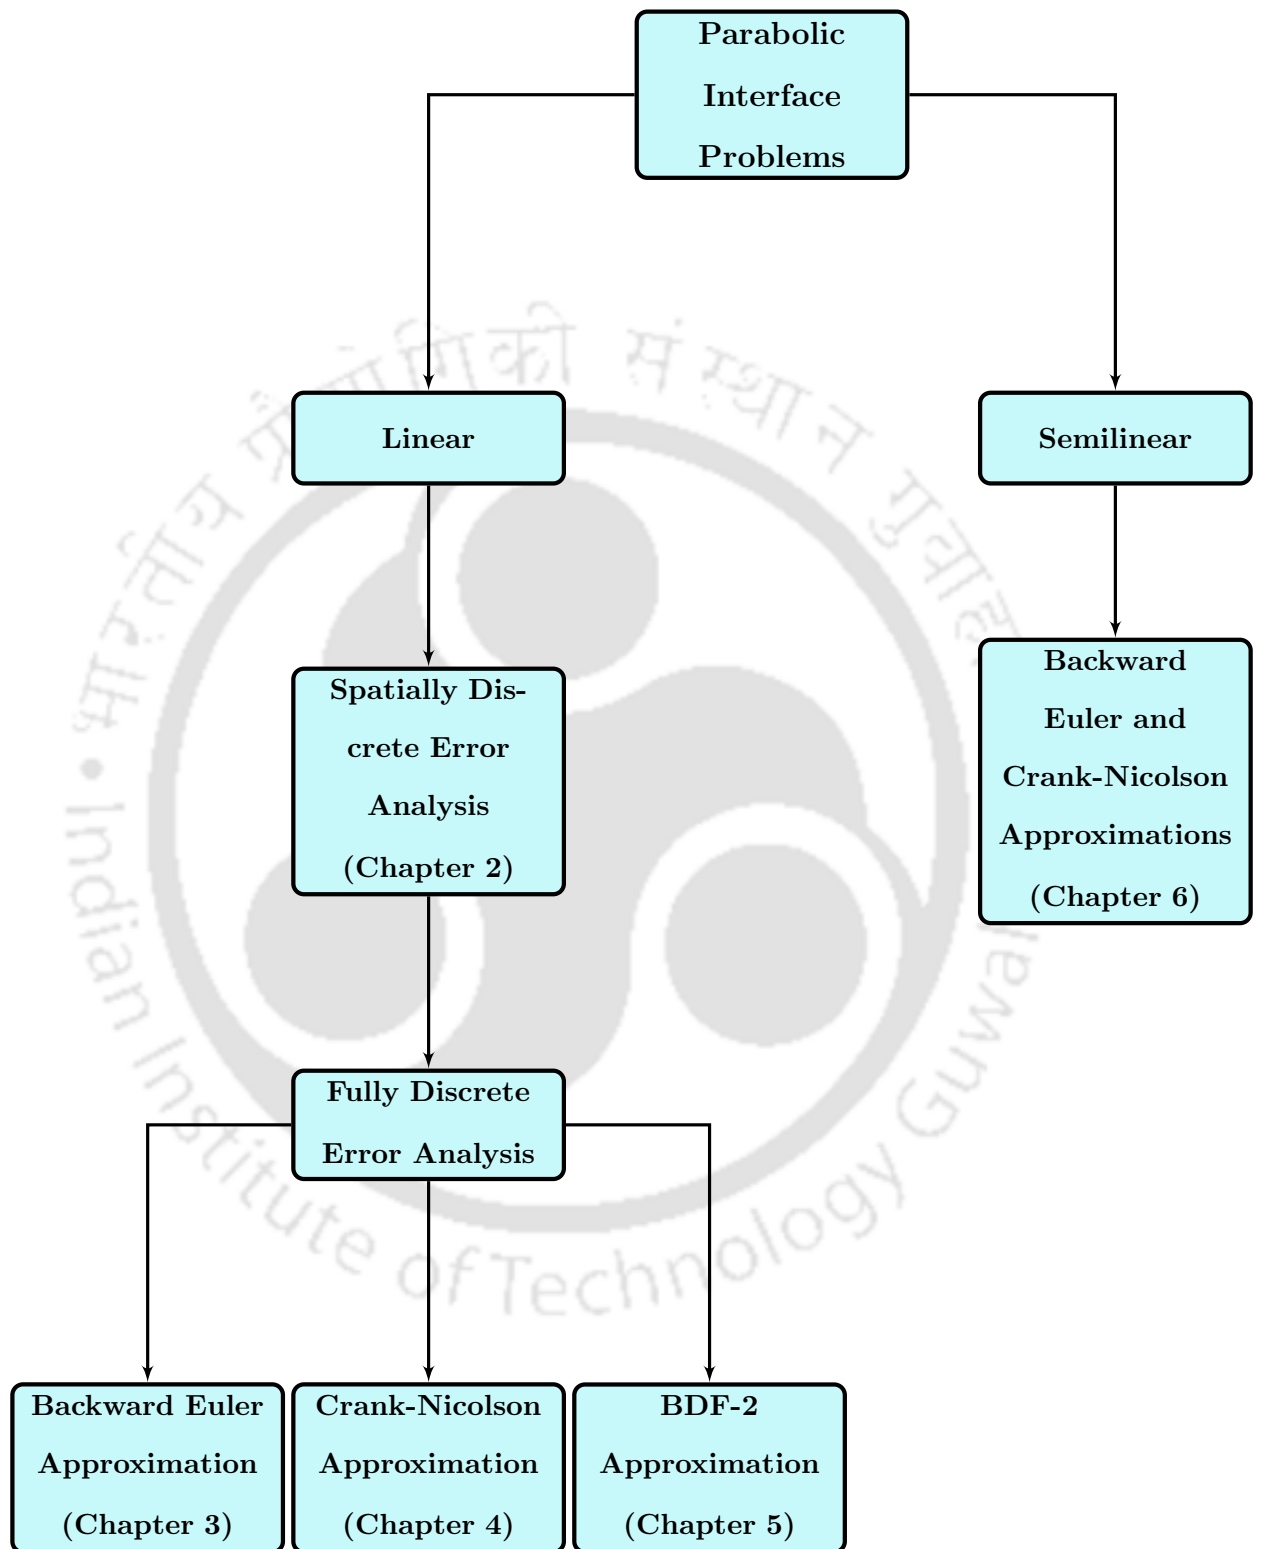 Parabolic
Interface
Problems
Linear
Semilinear
Spatially Dis-
crete Error
Analysis
(Chapter 2)
Backward
Euler and
Crank-Nicolson
Approximations
(Chapter 6)
Fully Discrete
Error Analysis
Backward Euler
Approximation
(Chapter 3)
Crank-Nicolson
Approximation
(Chapter 4)
BDF-2
Approximation
(Chapter 5)
संस्थान
Indian Institute of Technology